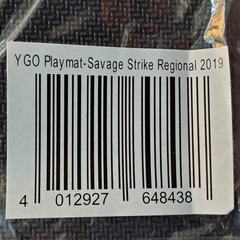 YGO Playmat-Savage Strike Regional 2019
4 012927 648438